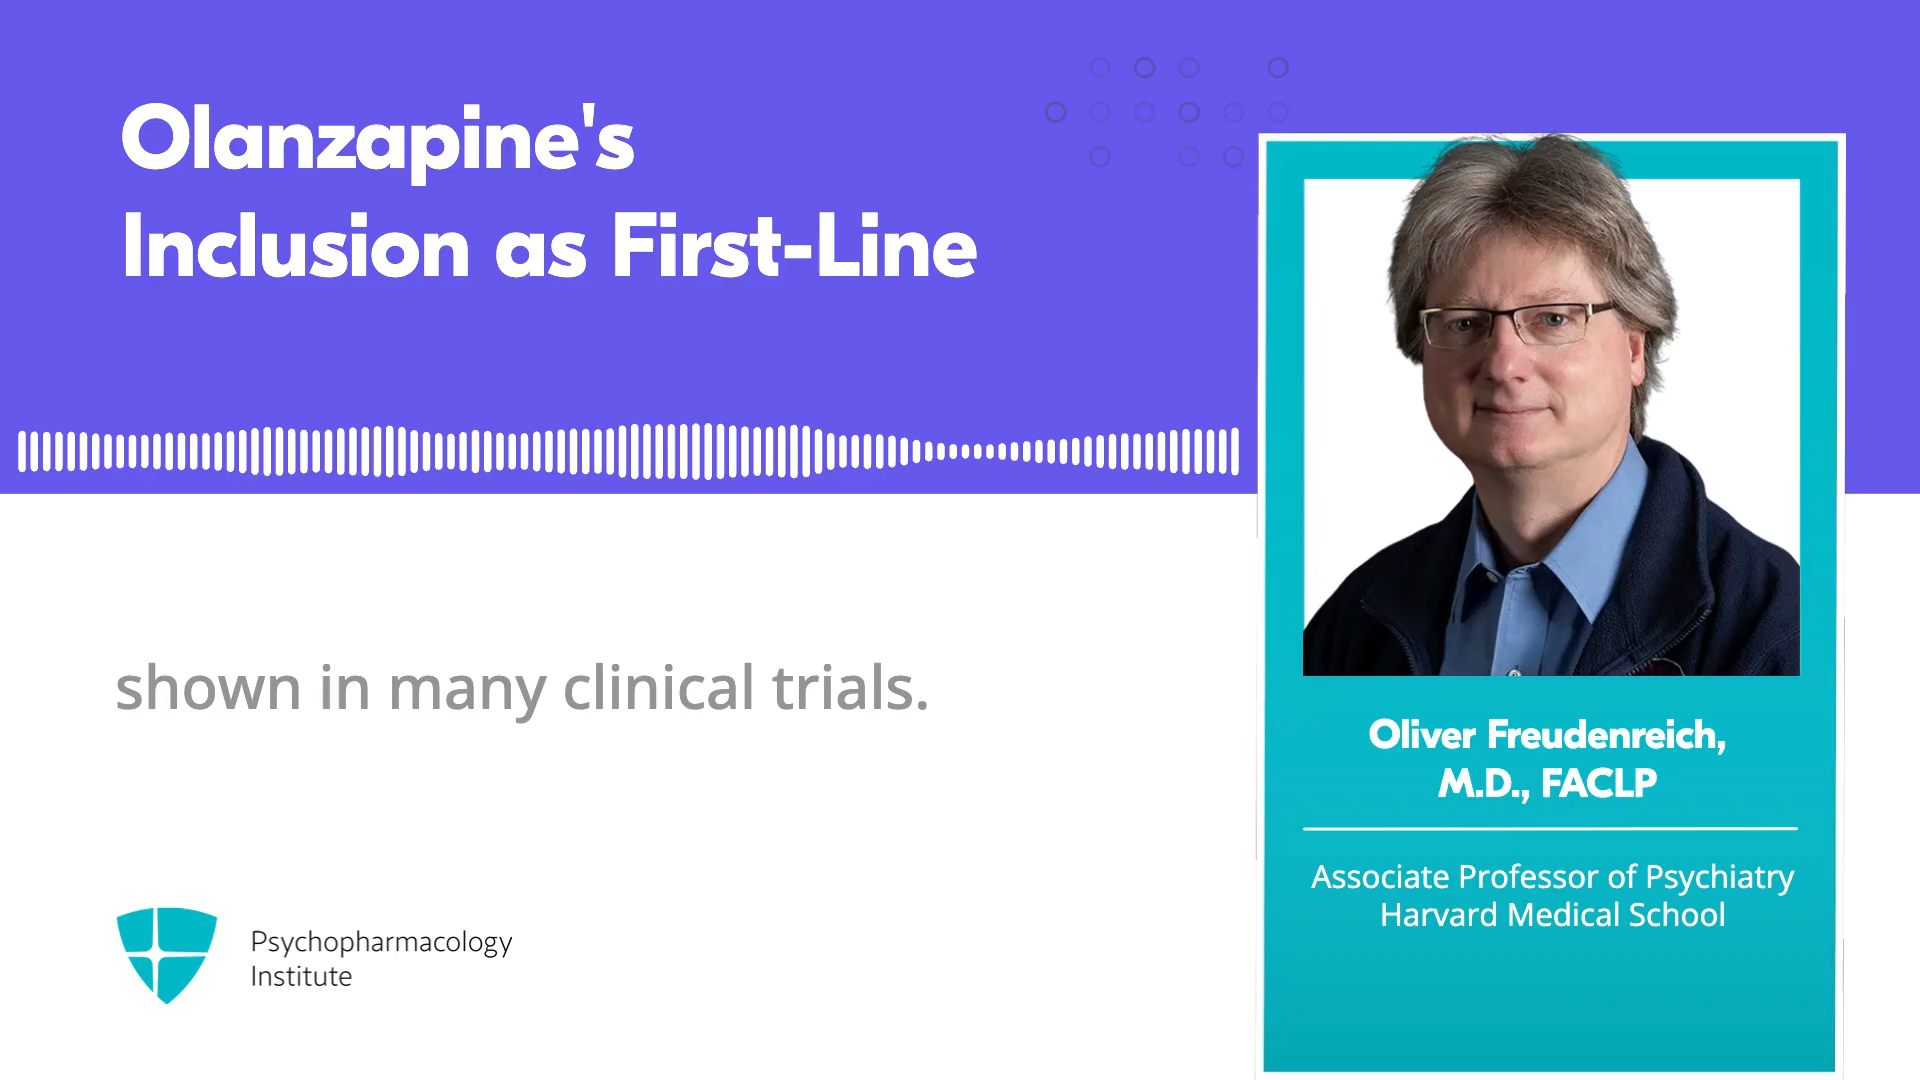 Olanzapine's
Inclusion as First-Line
shown in many clinical trials.
Psychopharmacology
Institute
Oliver Freudenreich,
M.D., FACLP
Associate Professor of Psychiatry
Harvard Medical School